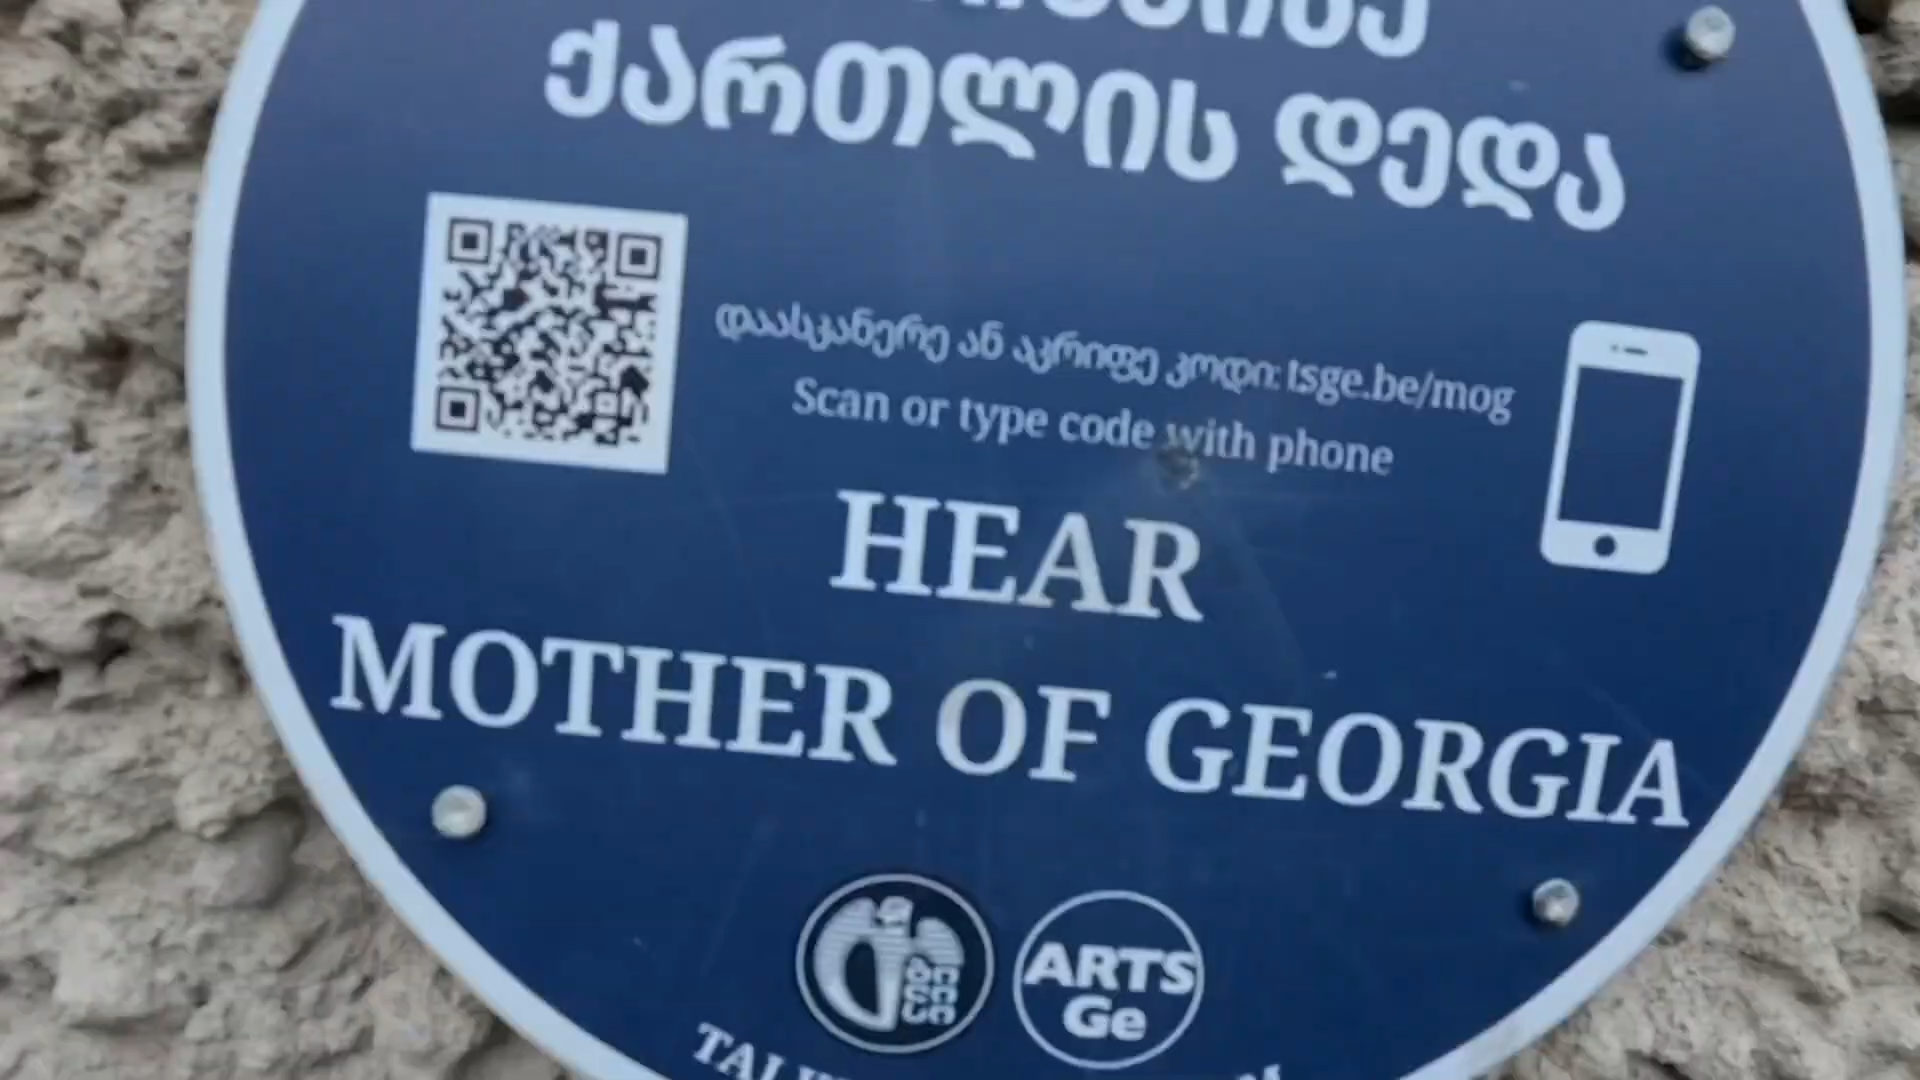 ქართლის დედა
დაასკანერე ან აკრიფე კოდი: tsge.be/mog
Scan or type code with phone
HEAR
MOTHER OF GEORGIA
ARTS
Ge